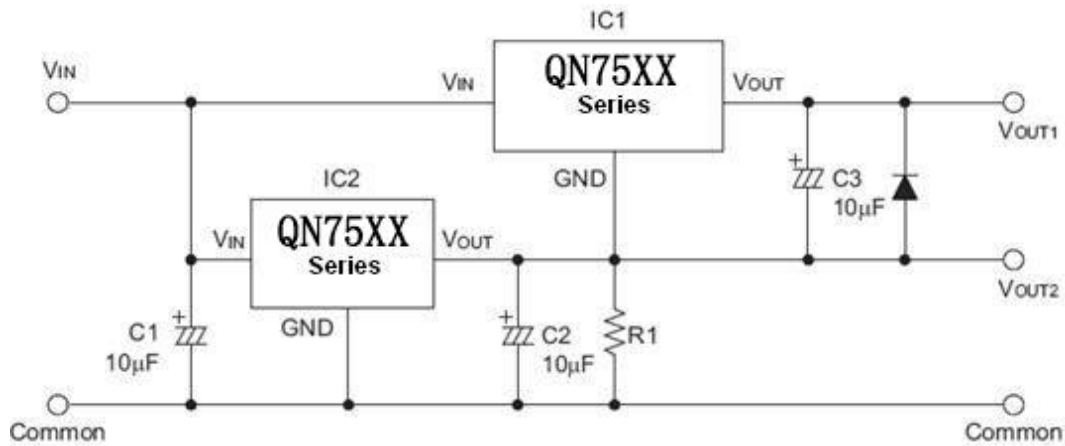 IC1
VIN
VIN
QN75XX
Series
VOUT
VOUT1
GND
C3
10μF
IC2
VIN
QN75XX
Series
VOUT
VOUT2
GND
C1
10μF
C2
10μF
R1
Common
Common
+
+
+